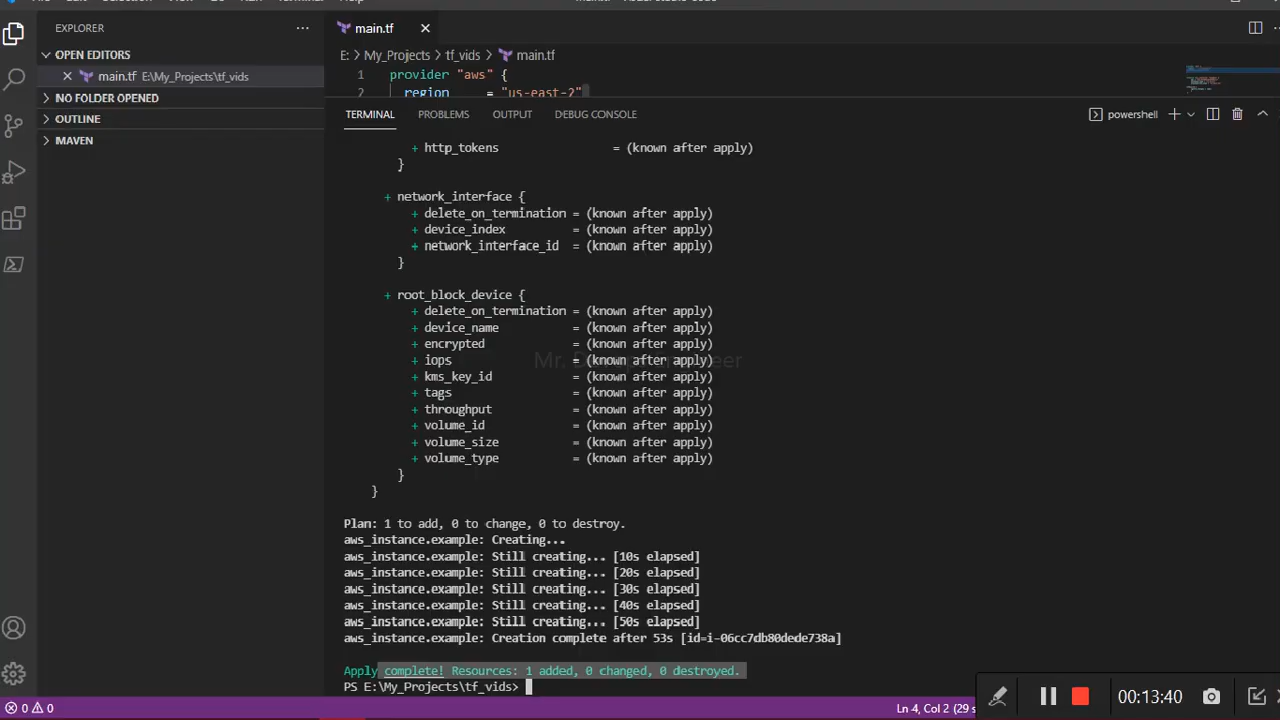 EXPLORER
main.tf
OPEN EDITORS
E: > My_Projects > tf_vids > main.tf
main.tf E:\My_Projects\tf_vids
1 provider "aws" {
2 region = "us-east-2"
NO FOLDER OPENED
OUTLINE
MAVEN
TERMINAL PROBLEMS OUTPUT DEBUG CONSOLE
powershell
+ http_tokens = (known after apply)
}
+ network_interface {
+ delete_on_termination = (known after apply)
+ device_index = (known after apply)
+ network_interface_id = (known after apply)
}
+ root_block_device {
+ delete_on_termination = (known after apply)
+ device_name = (known after apply)
+ encrypted = (known after apply)
+ iops = (known after apply)
+ kms_key_id = (known after apply)
+ tags = (known after apply)
+ throughput = (known after apply)
+ volume_id = (known after apply)
+ volume_size = (known after apply)
+ volume_type = (known after apply)
}
}
Plan: 1 to add, 0 to change, 0 to destroy.
aws_instance.example: Creating...
aws_instance.example: Still creating... [10s elapsed]
aws_instance.example: Still creating... [20s elapsed]
aws_instance.example: Still creating... [30s elapsed]
aws_instance.example: Still creating... [40s elapsed]
aws_instance.example: Still creating... [50s elapsed]
aws_instance.example: Creation complete after 53s [id=i-06cc7db80dede738a]
Apply complete! Resources: 1 added, 0 changed, 0 destroyed.
PS E:\My_Projects\tf_vids>
0 0
Ln 4, Col 2 (29 s
00:13:40